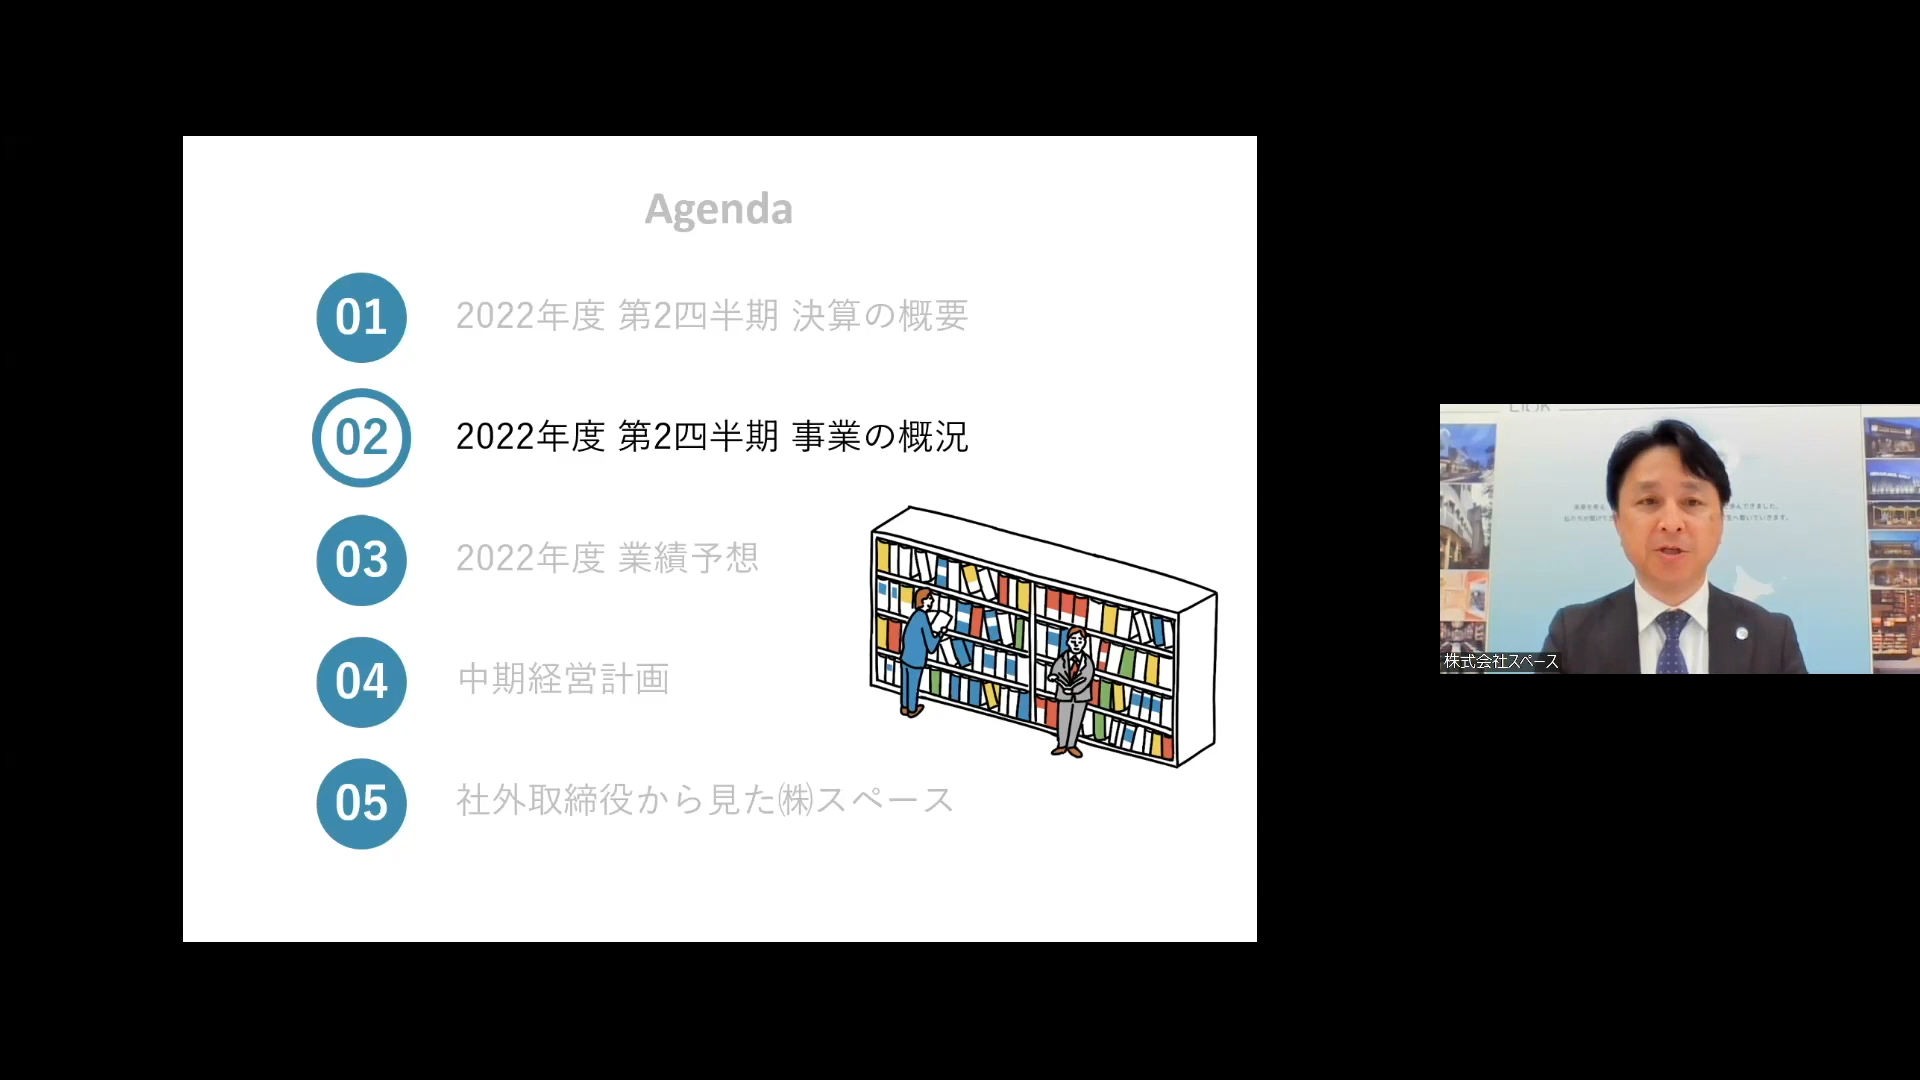 Agenda
01 2022年度 第2四半期 決算の概要
02 2022年度 第2四半期 事業の概況
03 2022年度 業績予想
04 中期経営計画
05 社外取締役から見た㈱スペース
株式会社スペース